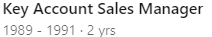 Key Account Sales Manager
1989 - 1991 · 2 yrs